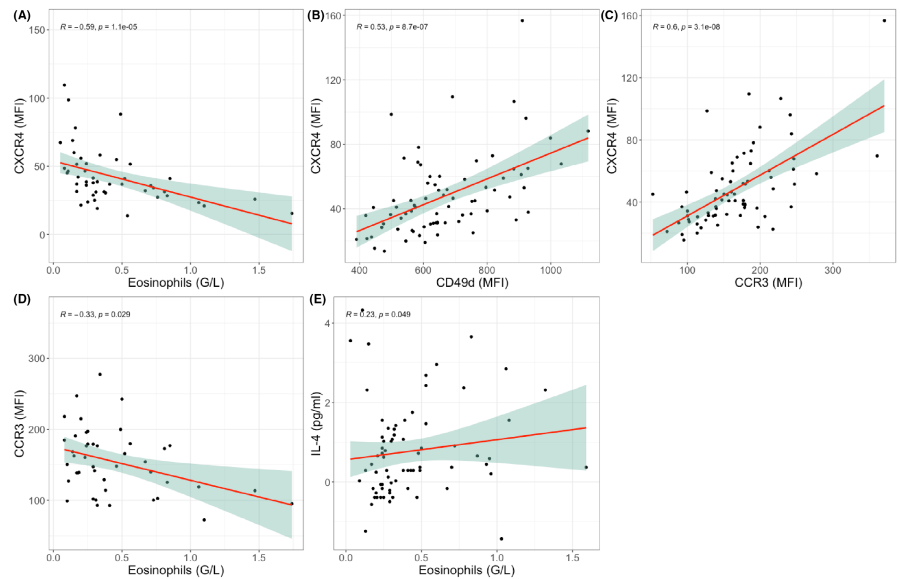 (A)
R = −0.59, p = 1.1e-05
CXCR4 (MFI)
150
100
50
0
0.0 0.5 1.0 1.5
Eosinophils (G/L)
(B)
R = 0.53, p = 8.7e-07
CXCR4 (MFI)
160
120
80
40
400 600 800 1000
CD49d (MFI)
(C)
R = 0.6, p = 3.1e-08
CXCR4 (MFI)
160
120
80
40
100 200 300
CCR3 (MFI)
(D)
R = −0.33, p = 0.029
CCR3 (MFI)
300
200
100
0.0 0.5 1.0 1.5
Eosinophils (G/L)
(E)
R = 0.23, p = 0.049
IL-4 (pg/ml)
4
2
0
0.0 0.5 1.0 1.5
Eosinophils (G/L)